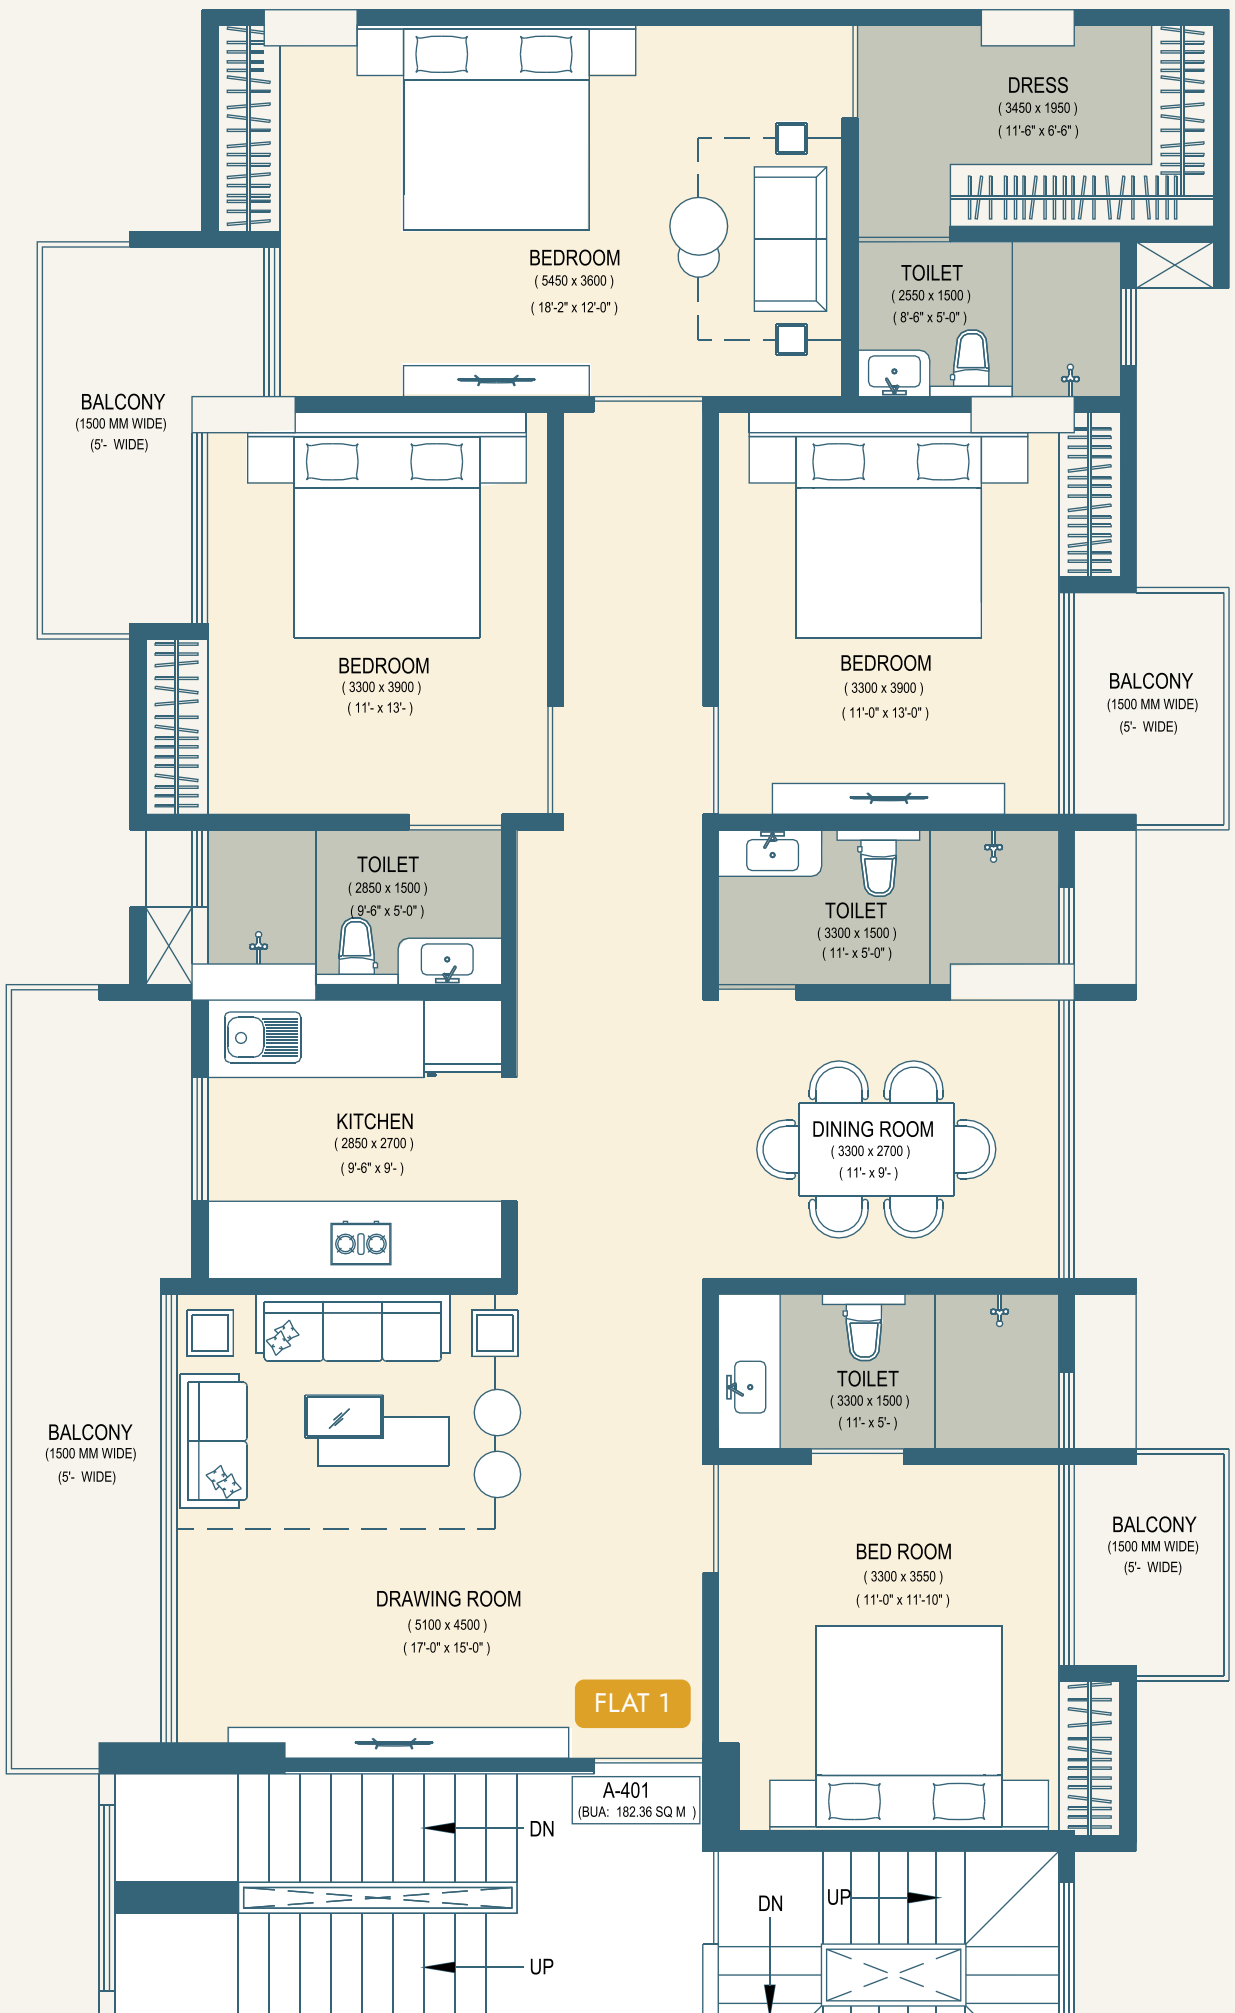 DRESS
( 3450 x 1950 )
( 11'-6" x 6'-6" )
BEDROOM
( 5450 x 3600 )
( 18'-2" x 12'-0" )
TOILET
( 2550 x 1500 )
( 8'-6" x 5'-0" )
BALCONY
(1500 MM WIDE)
(5'- WIDE)
BEDROOM
( 3300 x 3900 )
( 11'- x 13'- )
BEDROOM
( 3300 x 3900 )
( 11'-0" x 13'-0" )
BALCONY
(1500 MM WIDE)
(5'- WIDE)
TOILET
( 2850 x 1500 )
( 9'-6" x 5'-0" )
TOILET
( 3300 x 1500 )
( 11'- x 5'-0" )
KITCHEN
( 2850 x 2700 )
( 9'-6" x 9'- )
DINING ROOM
( 3300 x 2700 )
( 11'- x 9'- )
TOILET
( 3300 x 1500 )
( 11'- x 5'- )
BALCONY
(1500 MM WIDE)
(5'- WIDE)
BALCONY
(1500 MM WIDE)
(5'- WIDE)
BED ROOM
( 3300 x 3550 )
( 11'-0" x 11'-10" )
DRAWING ROOM
( 5100 x 4500 )
( 17'-0" x 15'-0" )
FLAT 1
A-401
(BUA: 182.36 SQ M )
DN
UP
DN
UP